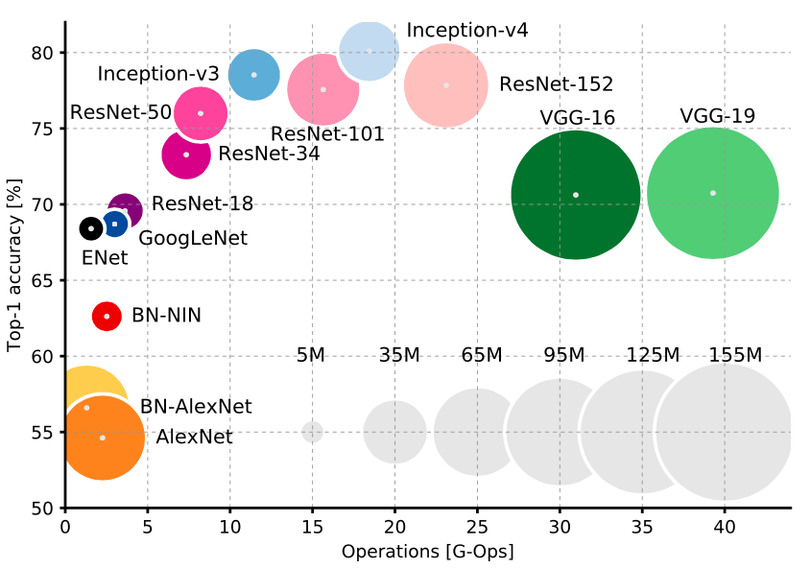 Inception-v4
80
Inception-v3
ResNet-152
ResNet-50
VGG-16
VGG-19
75
ResNet-101
ResNet-34
Top-1 accuracy [%]
70
ResNet-18
GoogLeNet
ENet
65
BN-NIN
60
5M 35M 65M 95M 125M 155M
BN-AlexNet
55
AlexNet
50
0 5 10 15 20 25 30 35 40
Operations [G-Ops]